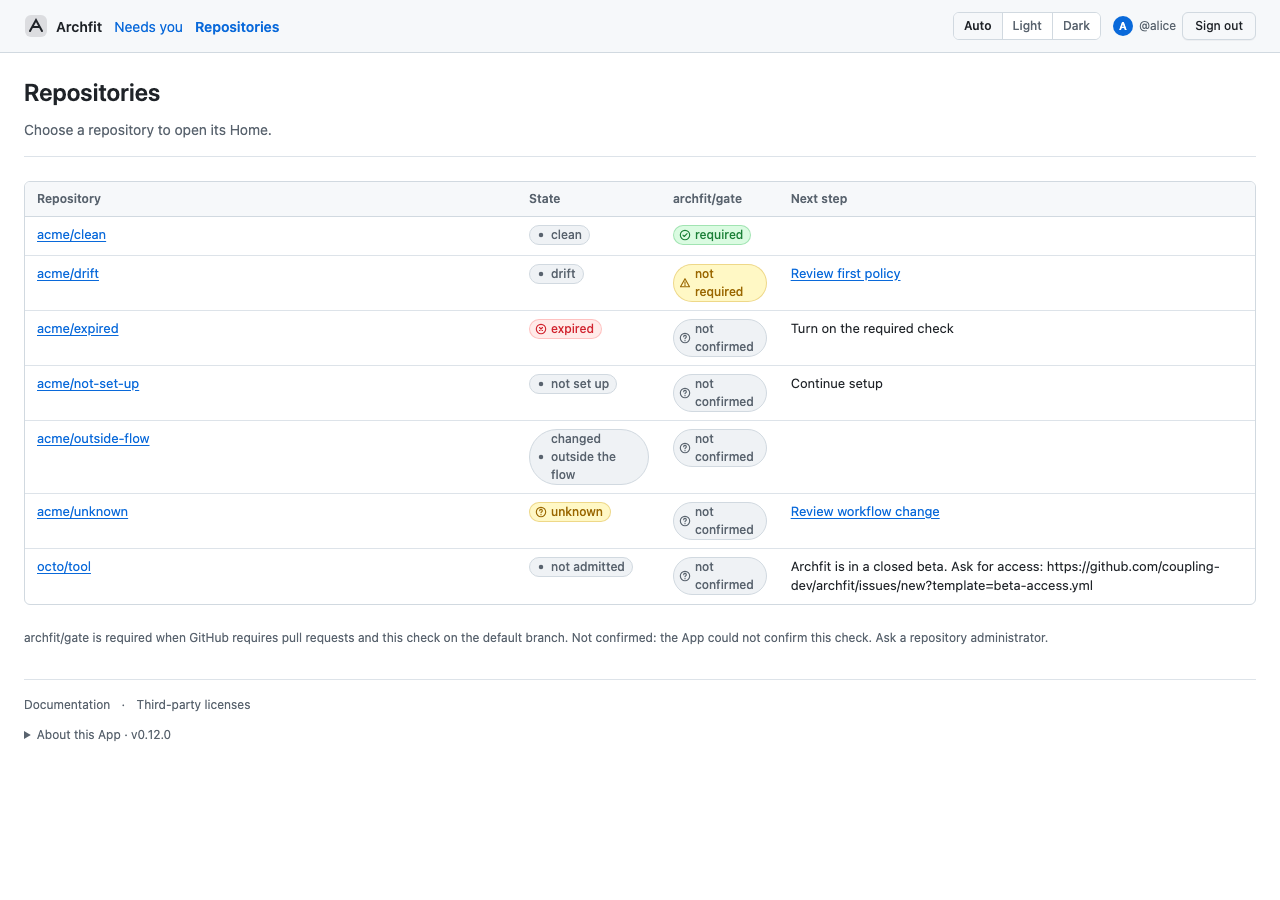 Archfit Needs you Repositories Auto Light Dark A @alice Sign out
Repositories
Choose a repository to open its Home.
Repository State archfit/gate Next step
acme/clean clean required
acme/drift drift not required Review first policy
acme/expired expired not confirmed Turn on the required check
acme/not-set-up not set up not confirmed Continue setup
acme/outside-flow changed outside the flow not confirmed
acme/unknown unknown not confirmed Review workflow change
octo/tool not admitted not confirmed Archfit is in a closed beta. Ask for access: https://github.com/coupling-
dev/archfit/issues/new?template=beta-access.yml
archfit/gate is required when GitHub requires pull requests and this check on the default branch. Not confirmed: the App could not confirm this check. Ask a repository administrator.
Documentation · Third-party licenses
About this App · v0.12.0